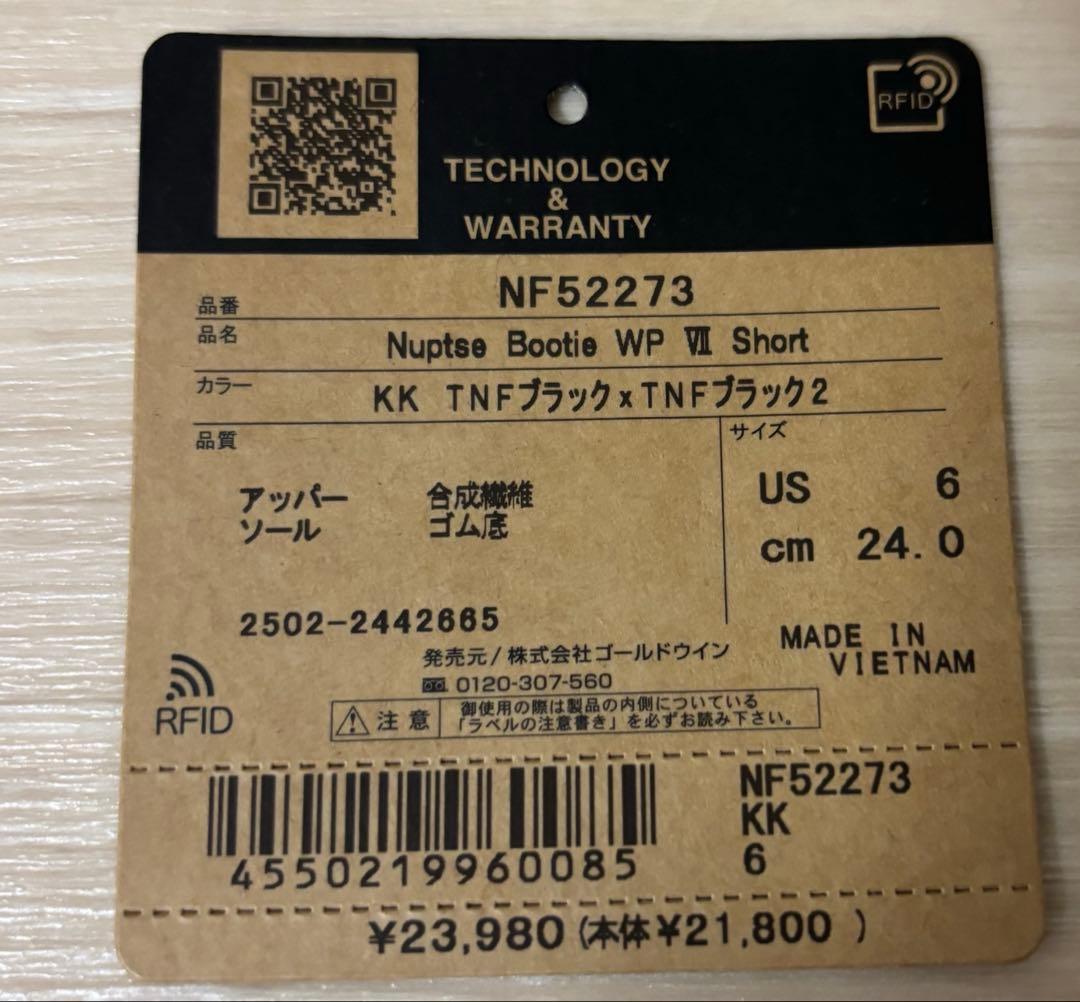 RFID
TECHNOLOGY
&
WARRANTY
品番 NF52273
品名 Nuptse Bootie WP Ⅶ Short
カラー KK TNFブラックxTNFブラック2
品質
サイズ
アッパー 合成繊維
ソール ゴム底
US 6
cm 24.0
2502-2442665
MADE IN
VIETNAM
発売元/株式会社ゴールドウイン
0120-307-560
RFID
注意
御使用の際は製品の内側についている
「ラベルの注意書き」を必ずお読み下さい。
4550219960085
NF52273
KK
6
¥23,980(本体¥21,800 )